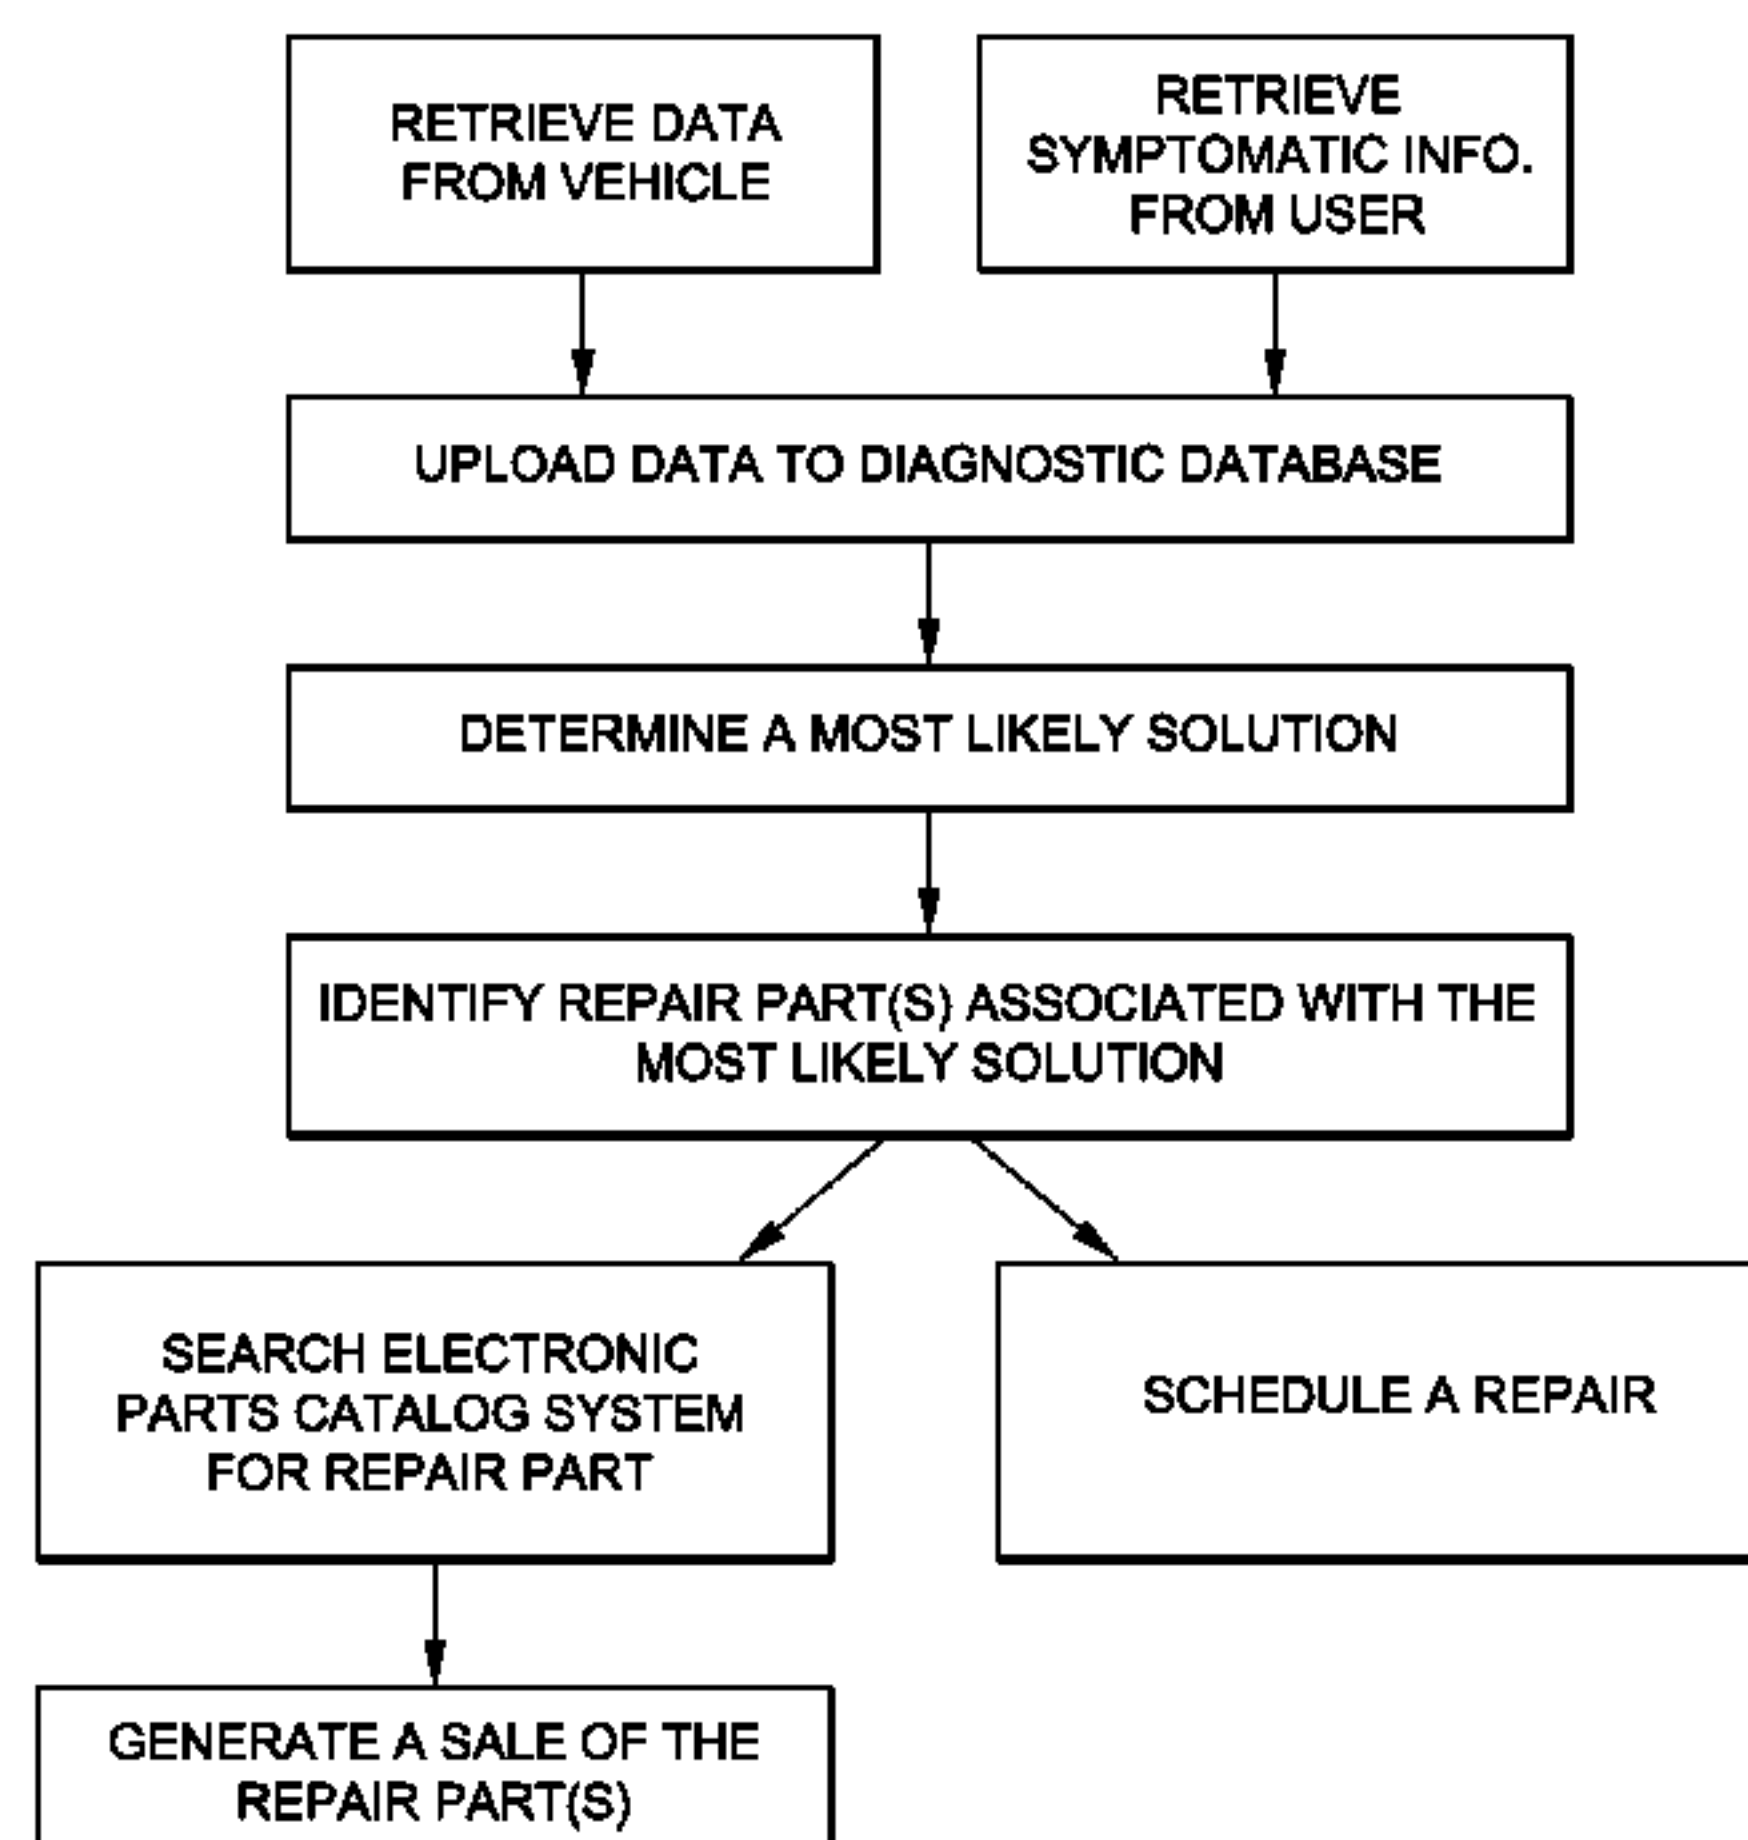 RETRIEVE DATA
FROM VEHICLE
RETRIEVE
SYMPTOMATIC INFO.
FROM USER
UPLOAD DATA TO DIAGNOSTIC DATABASE
DETERMINE A MOST LIKELY SOLUTION
IDENTIFY REPAIR PART(S) ASSOCIATED WITH THE
MOST LIKELY SOLUTION
SEARCH ELECTRONIC
PARTS CATALOG SYSTEM
FOR REPAIR PART
SCHEDULE A REPAIR
GENERATE A SALE OF THE
REPAIR PART(S)